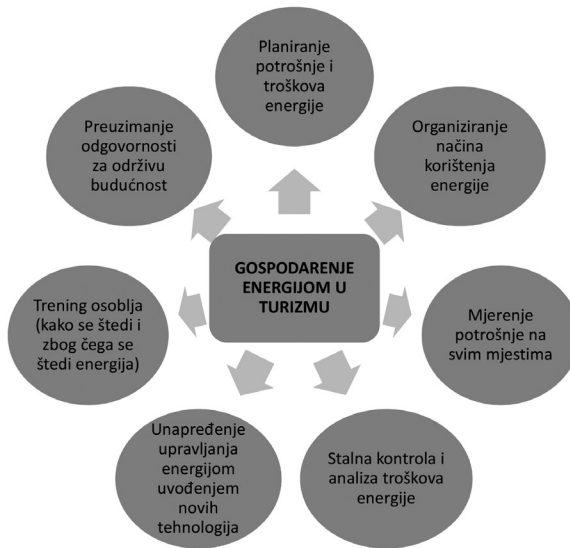 Planiranje
potrošnje i
troškova
energije
Organiziranje
načina
korištenja
energije
Mjerenje
potrošnje na
svim mjestima
Stalna kontrola i
analiza troškova
energije
Unapređenje
upravljanja
energijom
uvođenjem
novih
tehnologija
Trening osoblja
(kako se štedi i
zbog čega se
štedi energija)
Preuzimanje
odgovornosti
za održivu
budućnost
GOSPODARENJE
ENERGIJOM U
TURIZMU